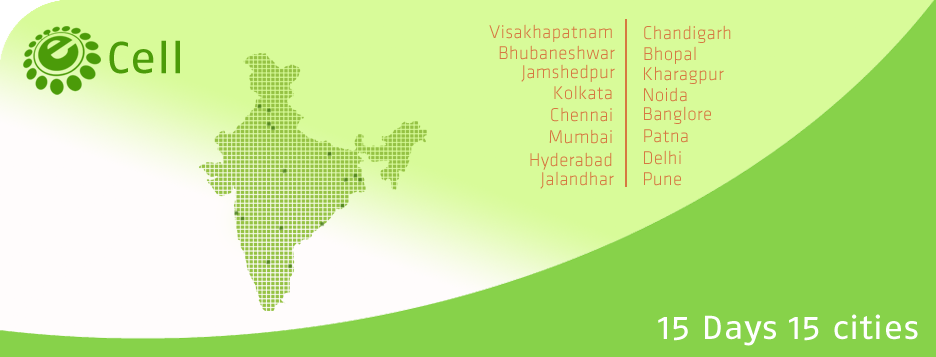 e Cell
Visakhapatnam
Bhubaneshwar
Jamshedpur
Kolkata
Chennai
Mumbai
Hyderabad
Jalandhar
Chandigarh
Bhopal
Kharagpur
Noida
Banglore
Patna
Delhi
Pune
15 Days 15 cities